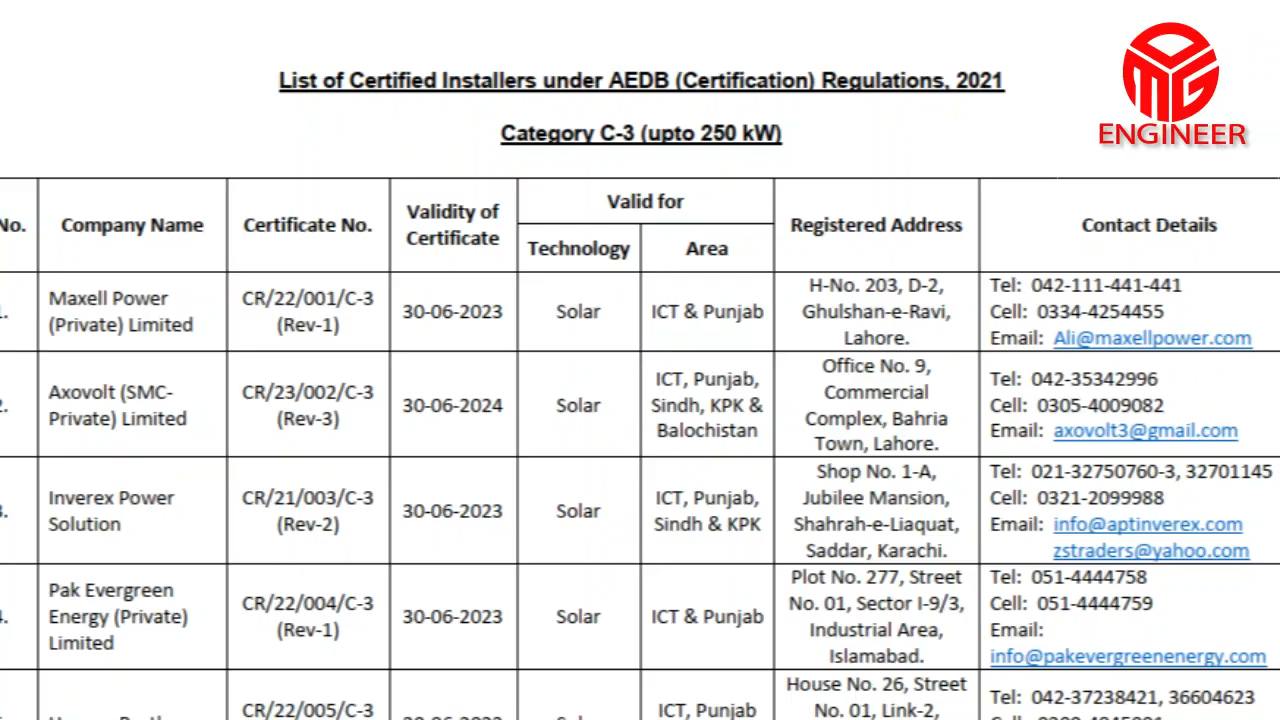 List of Certified Installers under AEDB (Certification) Regulations, 2021
Category C-3 (upto 250 kW)
MG
ENGINEER
No.
Company Name
Certificate No.
Validity of
Certificate
Valid for
Technology
Area
Registered Address
Contact Details
1.
Maxell Power
(Private) Limited
CR/22/001/C-3
(Rev-1)
30-06-2023
Solar
ICT & Punjab
H-No. 203, D-2,
Ghulshan-e-Ravi,
Lahore.
Tel: 042-111-441-441
Cell: 0334-4254455
Email: Ali@maxellpower.com
2.
Axovolt (SMC-
Private) Limited
CR/23/002/C-3
(Rev-3)
30-06-2024
Solar
ICT, Punjab,
Sindh, KPK &
Balochistan
Office No. 9,
Commercial
Complex, Bahria
Town, Lahore.
Tel: 042-35342996
Cell: 0305-4009082
Email: axovolt3@gmail.com
3.
Inverex Power
Solution
CR/21/003/C-3
(Rev-2)
30-06-2023
Solar
ICT, Punjab,
Sindh & KPK
Shop No. 1-A,
Jubilee Mansion,
Shahrah-e-Liaquat,
Saddar, Karachi.
Tel: 021-32750760-3, 32701145
Cell: 0321-2099988
Email: info@aptinverex.com
zstraders@yahoo.com
4.
Pak Evergreen
Energy (Private)
Limited
CR/22/004/C-3
(Rev-1)
30-06-2023
Solar
ICT & Punjab
Plot No. 277, Street
No. 01, Sector I-9/3,
Industrial Area,
Islamabad.
Tel: 051-4444758
Cell: 051-4444759
Email:
info@pakevergreenenergy.com
CR/22/005/C-3
ICT, Punjab
House No. 26, Street
No. 01, Link-2,
Tel: 042-37238421, 36604623